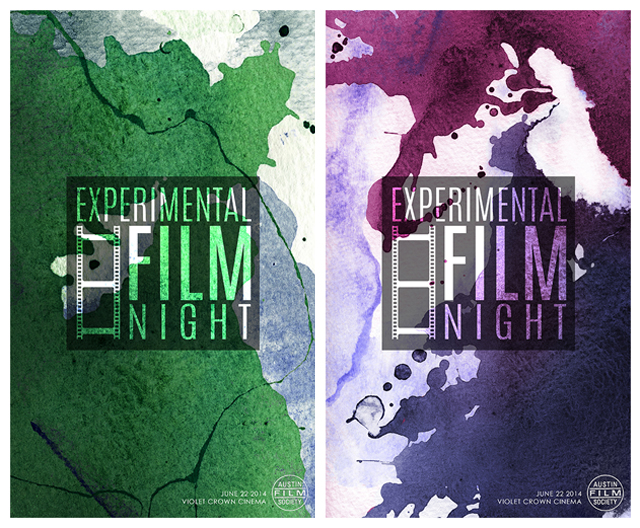 EXPERIMENTAL
FILM
NIGHT
JUNE 22 2014
VIOLET CROWN CINEMA
AUSTIN
FILM
SOCIETY
EXPERIMENTAL
FILM
NIGHT
JUNE 22 2014
VIOLET CROWN CINEMA
AUSTIN
FILM
SOCIETY